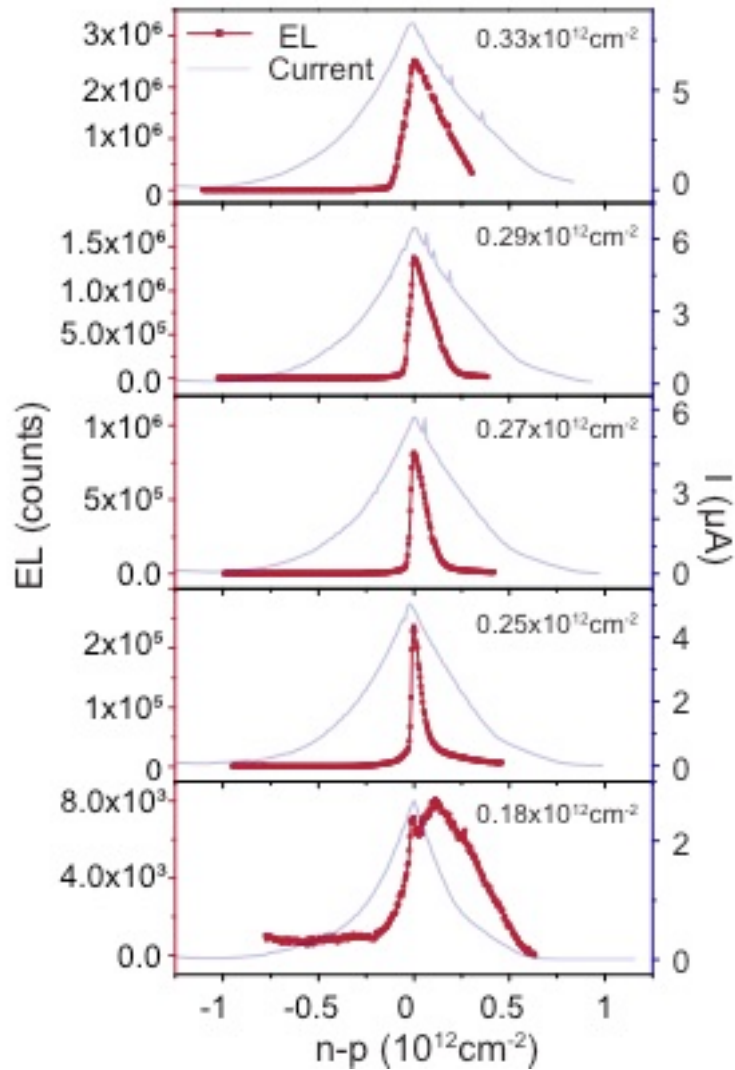 3x10⁶
2x10⁶
1x10⁶
0
EL
Current
0.33x10¹²cm⁻²
5
0
1.5x10⁶
1.0x10⁶
5.0x10⁵
0.0
0.29x10¹²cm⁻²
6
3
0
1x10⁶
5x10⁵
0.0
0.27x10¹²cm⁻²
6
3
0
EL (counts)
I (µA)
2x10⁵
1x10⁵
0
0.25x10¹²cm⁻²
4
2
0
8.0x10³
4.0x10³
0.0
0.18x10¹²cm⁻²
2
0
-1 -0.5 0 0.5 1
n-p (10¹²cm⁻²)